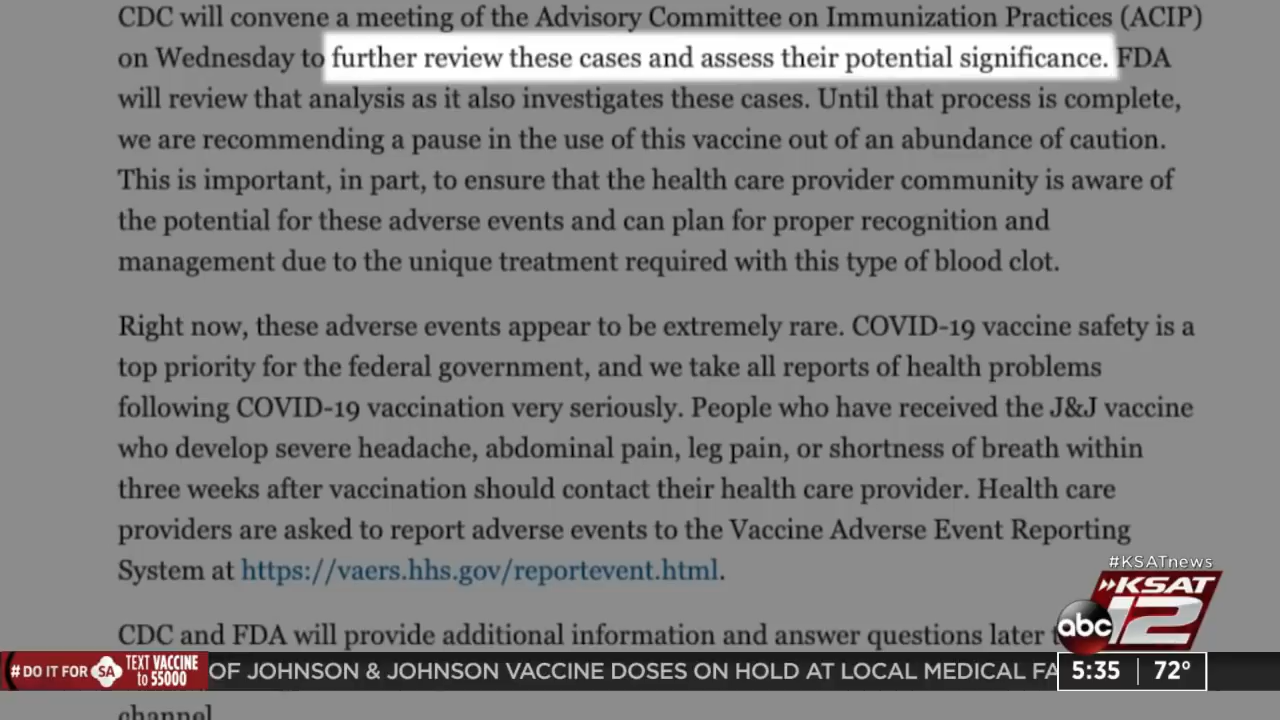 CDC will convene a meeting of the Advisory Committee on Immunization Practices (ACIP)
on Wednesday to further review these cases and assess their potential significance. FDA
will review that analysis as it also investigates these cases. Until that process is complete,
we are recommending a pause in the use of this vaccine out of an abundance of caution.
This is important, in part, to ensure that the health care provider community is aware of
the potential for these adverse events and can plan for proper recognition and
management due to the unique treatment required with this type of blood clot.
Right now, these adverse events appear to be extremely rare. COVID-19 vaccine safety is a
top priority for the federal government, and we take all reports of health problems
following COVID-19 vaccination very seriously. People who have received the J&J vaccine
who develop severe headache, abdominal pain, leg pain, or shortness of breath within
three weeks after vaccination should contact their health care provider. Health care
providers are asked to report adverse events to the Vaccine Adverse Event Reporting
System at https://vaers.hhs.gov/reportevent.html.
#KSATnews
KSAT
abc 12
CDC and FDA will provide additional information and answer questions later
#DO IT FOR SA
TEXT VACCINE
to 55000
OF JOHNSON & JOHNSON VACCINE DOSES ON HOLD AT LOCAL MEDICAL FA
5:35 72°
channel